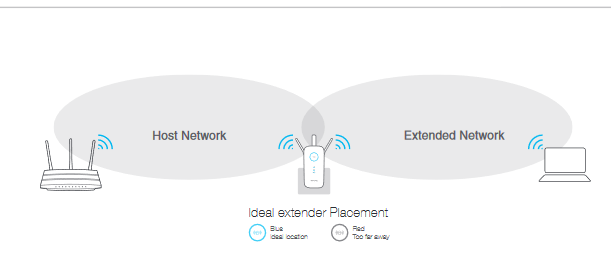 Host Network
Extended Network
Ideal extender Placement
Blue
Ideal location
Red
Too far away